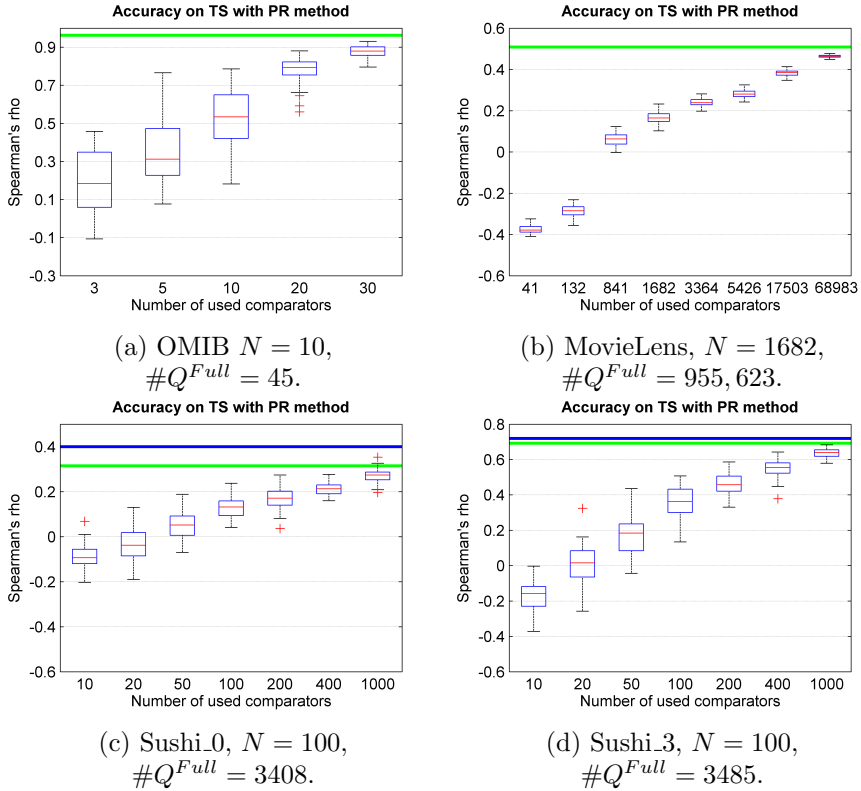 Accuracy on TS with PR method
Spearman's rho
0.9
0.7
0.5
0.3
0.1
-0.1
-0.3
3 5 10 20 30
Number of used comparators
(a) OMIB N = 10,
#Q^Full = 45.
Accuracy on TS with PR method
Spearman's rho
0.6
0.4
0.2
0
-0.2
-0.4
-0.6
41 132 841 1682 3364 5426 17503 68983
Number of used comparators
(b) MovieLens, N = 1682,
#Q^Full = 955, 623.
Accuracy on TS with PR method
Spearman's rho
0.4
0.2
0
-0.2
-0.4
-0.6
10 20 50 100 200 400 1000
Number of used comparators
(c) Sushi_0, N = 100,
#Q^Full = 3408.
Accuracy on TS with PR method
Spearman's rho
0.8
0.6
0.4
0.2
0
-0.2
-0.4
-0.6
10 20 50 100 200 400 1000
Number of used comparators
(d) Sushi_3, N = 100,
#Q^Full = 3485.